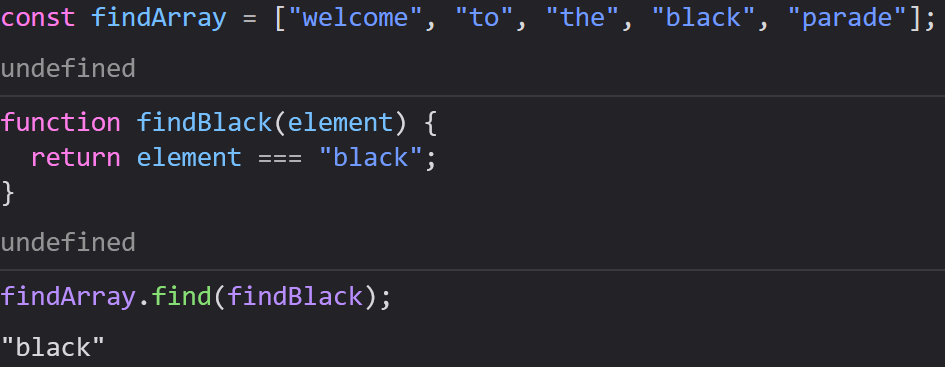 const findArray = ["welcome", "to", "the", "black", "parade"];
undefined
function findBlack(element) {
  return element === "black";
}
undefined
findArray.find(findBlack);
"black"